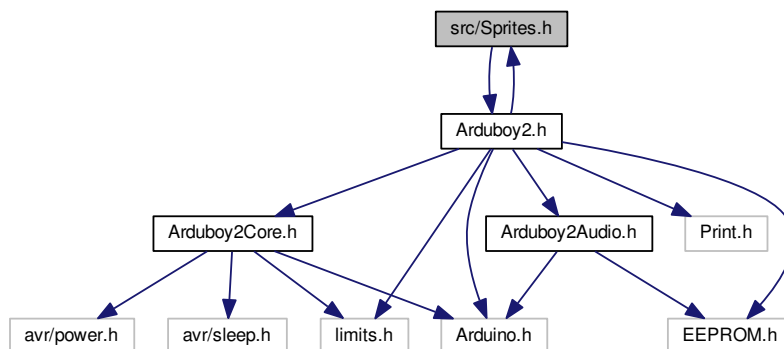 src/Sprites.h
Arduboy2.h
Arduboy2Core.h
Arduboy2Audio.h
Print.h
avr/power.h
avr/sleep.h
limits.h
Arduino.h
EEPROM.h